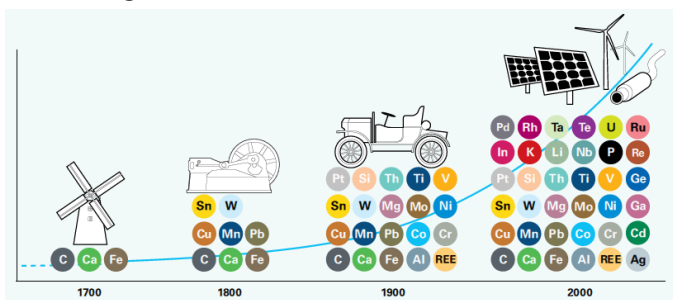 Pd Rh Ta Te U Ru
In K Li Nb P Re
Pt Si Th Ti V Pt Si Th Ti V Ge
Sn W Sn W Mg Mo Ni Sn W Mg Mo Ni Ga
Cu Mn Pb Cu Mn Pb Co Cr Cu Mn Pb Co Cr Cd
C Ca Fe C Ca Fe C Ca Fe Al REE C Ca Fe Al REE Ag
1700 1800 1900 2000